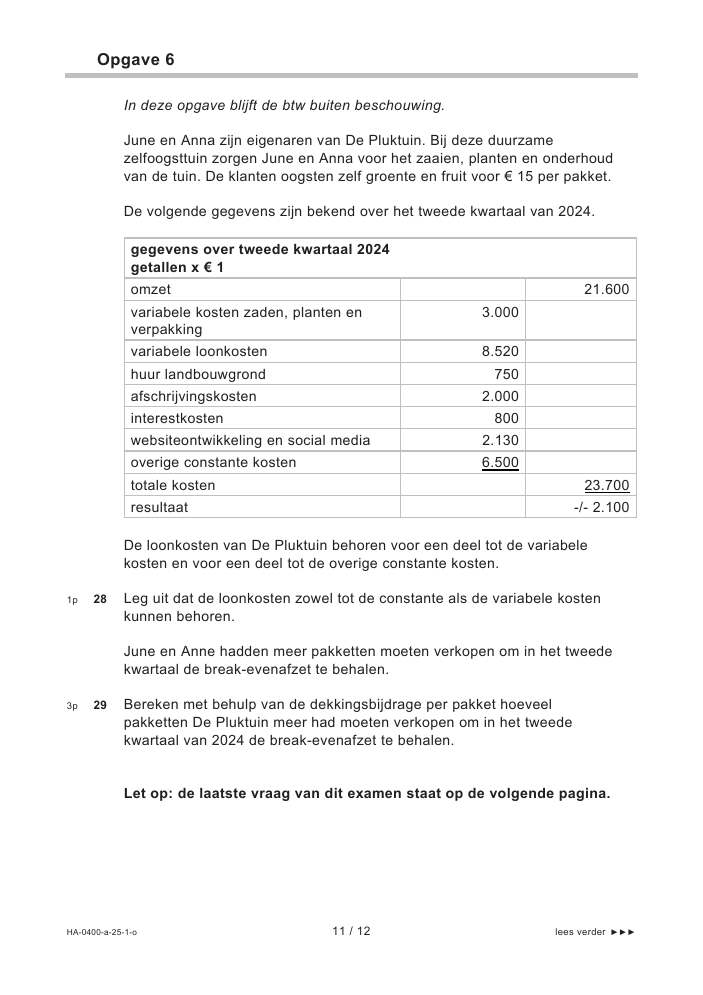 Opgave 6
In deze opgave blijft de btw buiten beschouwing.
June en Anna zijn eigenaren van De Pluktuin. Bij deze duurzame
zelfoogsttuin zorgen June en Anna voor het zaaien, planten en onderhoud
van de tuin. De klanten oogsten zelf groente en fruit voor € 15 per pakket.
De volgende gegevens zijn bekend over het tweede kwartaal van 2024.
gegevens over tweede kwartaal 2024
getallen x € 1
omzet 21.600
variabele kosten zaden, planten en 3.000
verpakking
variabele loonkosten 8.520
huur landbouwgrond 750
afschrijvingskosten 2.000
interestkosten 800
websiteontwikkeling en social media 2.130
overige constante kosten 6.500
totale kosten 23.700
resultaat -/- 2.100
De loonkosten van De Pluktuin behoren voor een deel tot de variabele
kosten en voor een deel tot de overige constante kosten.
1p 28 Leg uit dat de loonkosten zowel tot de constante als de variabele kosten
kunnen behoren.
June en Anne hadden meer pakketten moeten verkopen om in het tweede
kwartaal de break-evenafzet te behalen.
3p 29 Bereken met behulp van de dekkingsbijdrage per pakket hoeveel
pakketten De Pluktuin meer had moeten verkopen om in het tweede
kwartaal van 2024 de break-evenafzet te behalen.
Let op: de laatste vraag van dit examen staat op de volgende pagina.
HA-0400-a-25-1-o 11 / 12 lees verder ►►►